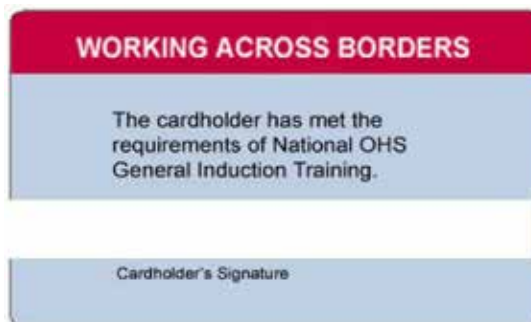 WORKING ACROSS BORDERS
The cardholder has met the
requirements of National OHS
General Induction Training.
Cardholder's Signature